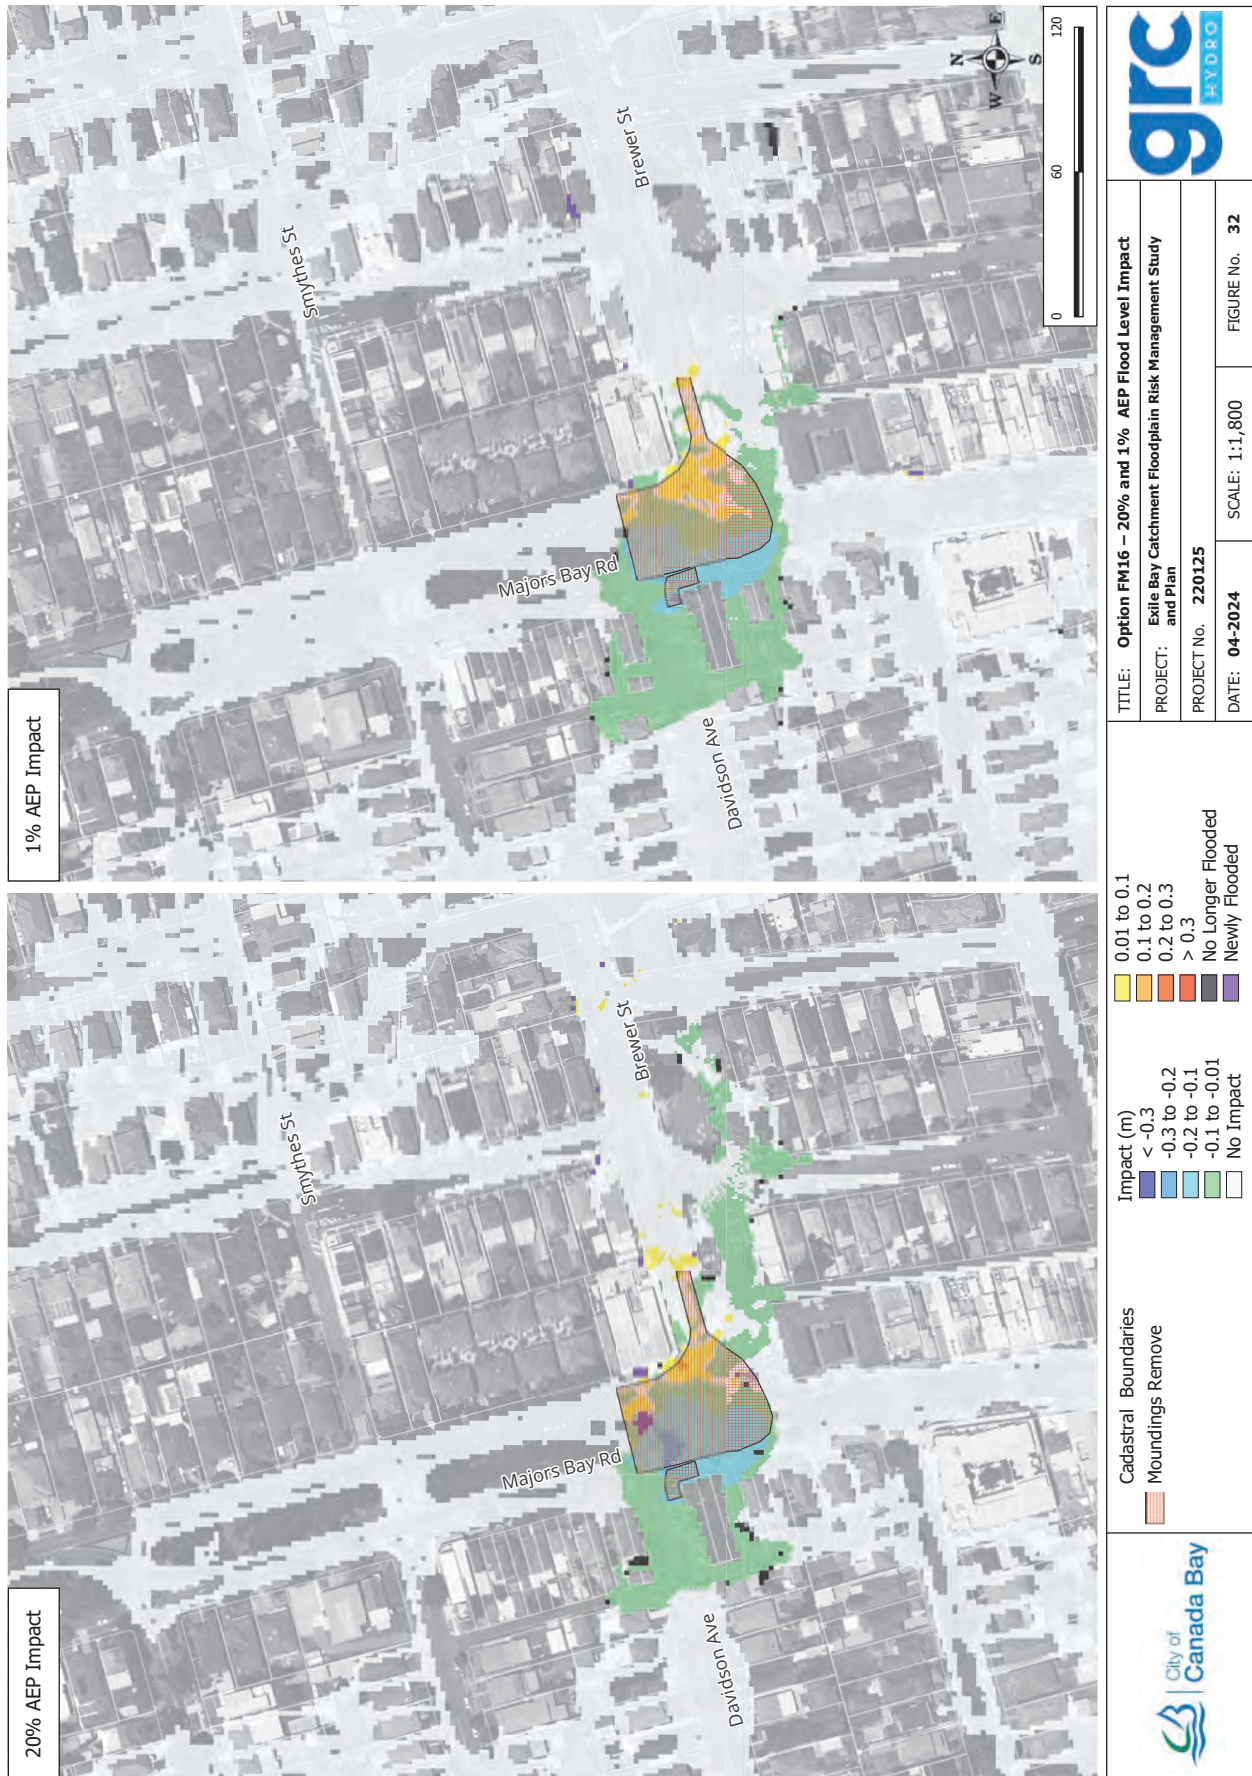 20% AEP Impact
Smythes St
Majors Bay Rd
Brewer St
Davidson Ave
1% AEP Impact
Smythes St
Majors Bay Rd
Brewer St
Davidson Ave
N
E
S
W
0 60 120
City of
Canada Bay
Cadastral Boundaries
Moundings Remove
Impact (m)
< -0.3
-0.3 to -0.2
-0.2 to -0.1
-0.1 to -0.01
No Impact
0.01 to 0.1
0.1 to 0.2
0.2 to 0.3
> 0.3
No Longer Flooded
Newly Flooded
TITLE: Option FM16 – 20% and 1% AEP Flood Level Impact
PROJECT: Exile Bay Catchment Floodplain Risk Management Study
and Plan
PROJECT No. 220125
DATE: 04-2024 SCALE: 1:1,800 FIGURE No. 32
grc
HYDRO